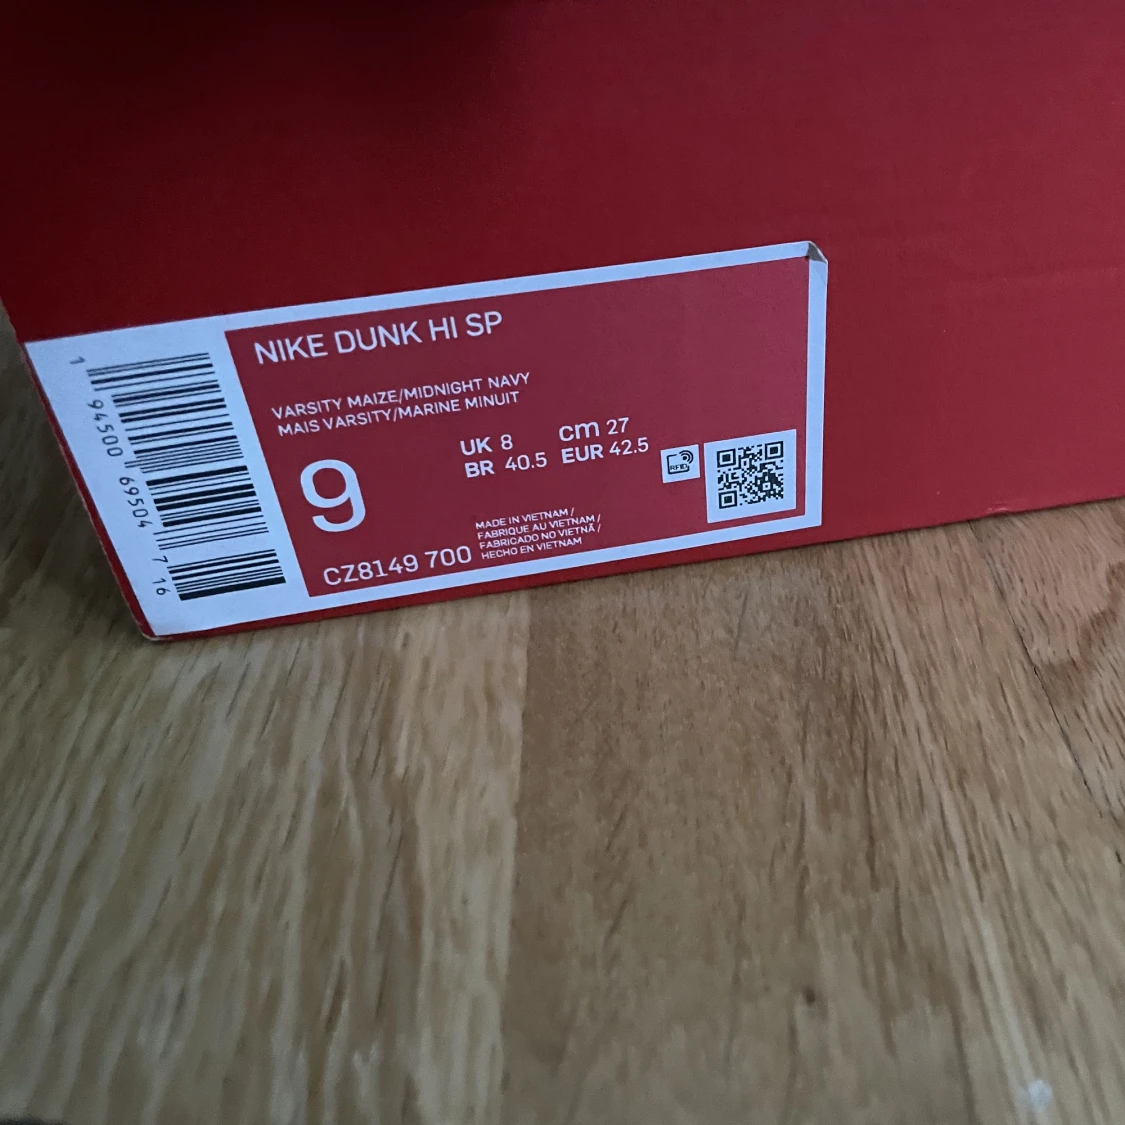 NIKE DUNK HI SP
VARSITY MAIZE/MIDNIGHT NAVY
MAIS VARSITY/MARINE MINUIT
9
UK 8
cm 27
BR 40.5
EUR 42.5
RFID
MADE IN VIETNAM /
FABRIQUE AU VIETNAM /
FABRICADO NO VIETNÃ /
HECHO EN VIETNAM
CZ8149 700
1 94500 69504 7 16